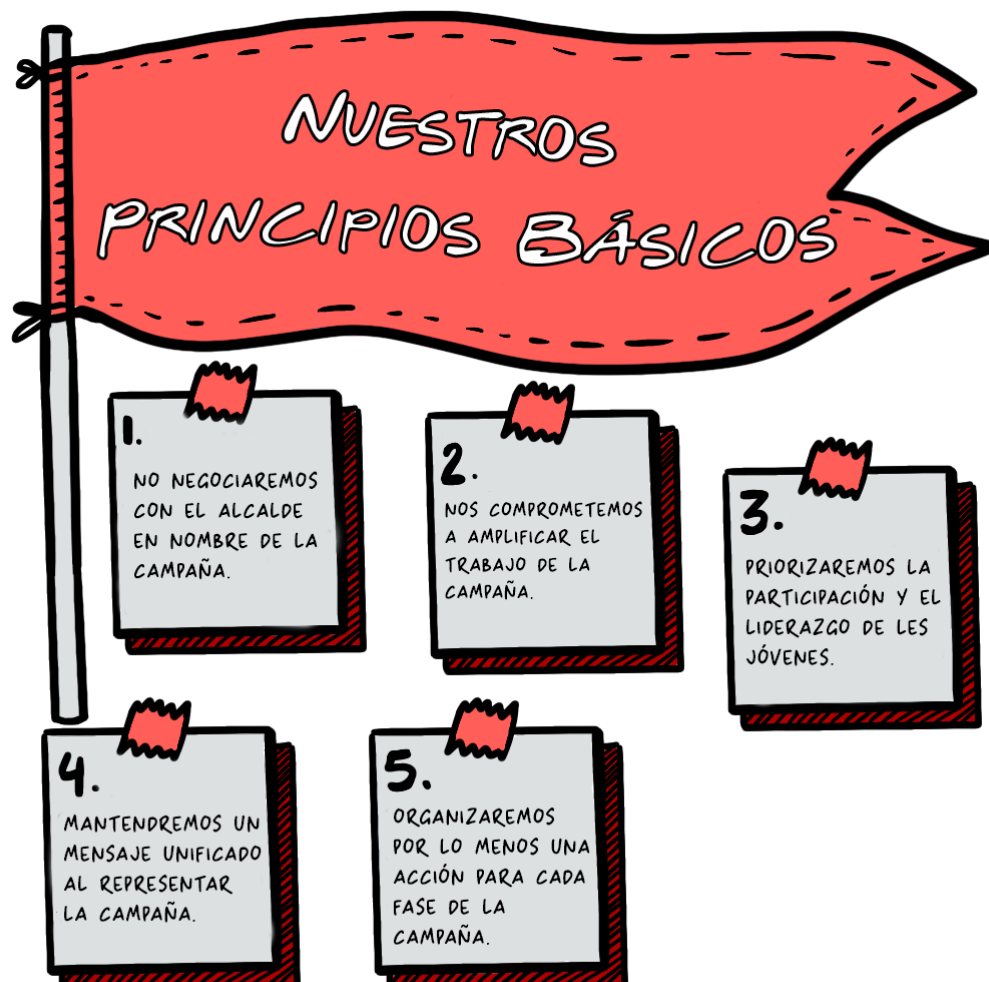 NUESTROS
PRINCIPIOS BÁSICOS
1.
NO NEGOCIAREMOS
CON EL ALCALDE
EN NOMBRE DE LA
CAMPAÑA.
2.
NOS COMPROMETEMOS
A AMPLIFICAR EL
TRABAJO DE LA
CAMPAÑA.
3.
PRIORIZAREMOS LA
PARTICIPACIÓN Y EL
LIDERAZGO DE LES
JÓVENES.
4.
MANTENDREMOS UN
MENSAJE UNIFICADO
AL REPRESENTAR
LA CAMPAÑA.
5.
ORGANIZAREMOS
POR LO MENOS UNA
ACCIÓN PARA CADA
FASE DE LA
CAMPAÑA.